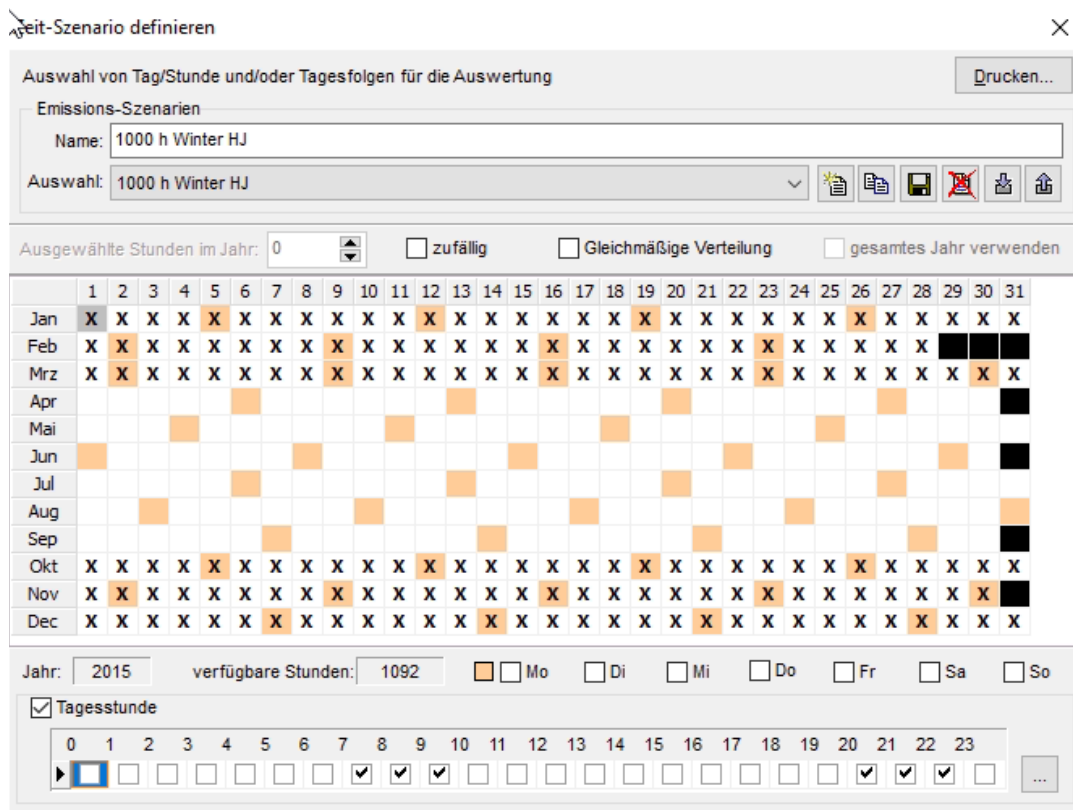 Zeit-Szenario definieren
Auswahl von Tag/Stunde und/oder Tagesfolgen für die Auswertung
Drucken...
Emissions-Szenarien
Name: 1000 h Winter HJ
Auswahl: 1000 h Winter HJ
Ausgewählte Stunden im Jahr: 0 zufällig Gleichmäßige Verteilung gesamtes Jahr verwenden
1 2 3 4 5 6 7 8 9 10 11 12 13 14 15 16 17 18 19 20 21 22 23 24 25 26 27 28 29 30 31
Jan X X X X X X X X X X X X X X X X X X X X X X X X X X X X X X X
Feb X X X X X X X X X X X X X X X X X X X X X X X X X X X X
Mrz X X X X X X X X X X X X X X X X X X X X X X X X X X X X X X X
Apr
Mai
Jun
Jul
Aug
Sep
Okt X X X X X X X X X X X X X X X X X X X X X X X X X X X X X X X
Nov X X X X X X X X X X X X X X X X X X X X X X X X X X X X X X
Dec X X X X X X X X X X X X X X X X X X X X X X X X X X X X X X X
Jahr: 2015 verfügbare Stunden: 1092 Mo Di Mi Do Fr Sa So
Tagesstunde
0 1 2 3 4 5 6 7 8 9 10 11 12 13 14 15 16 17 18 19 20 21 22 23
...